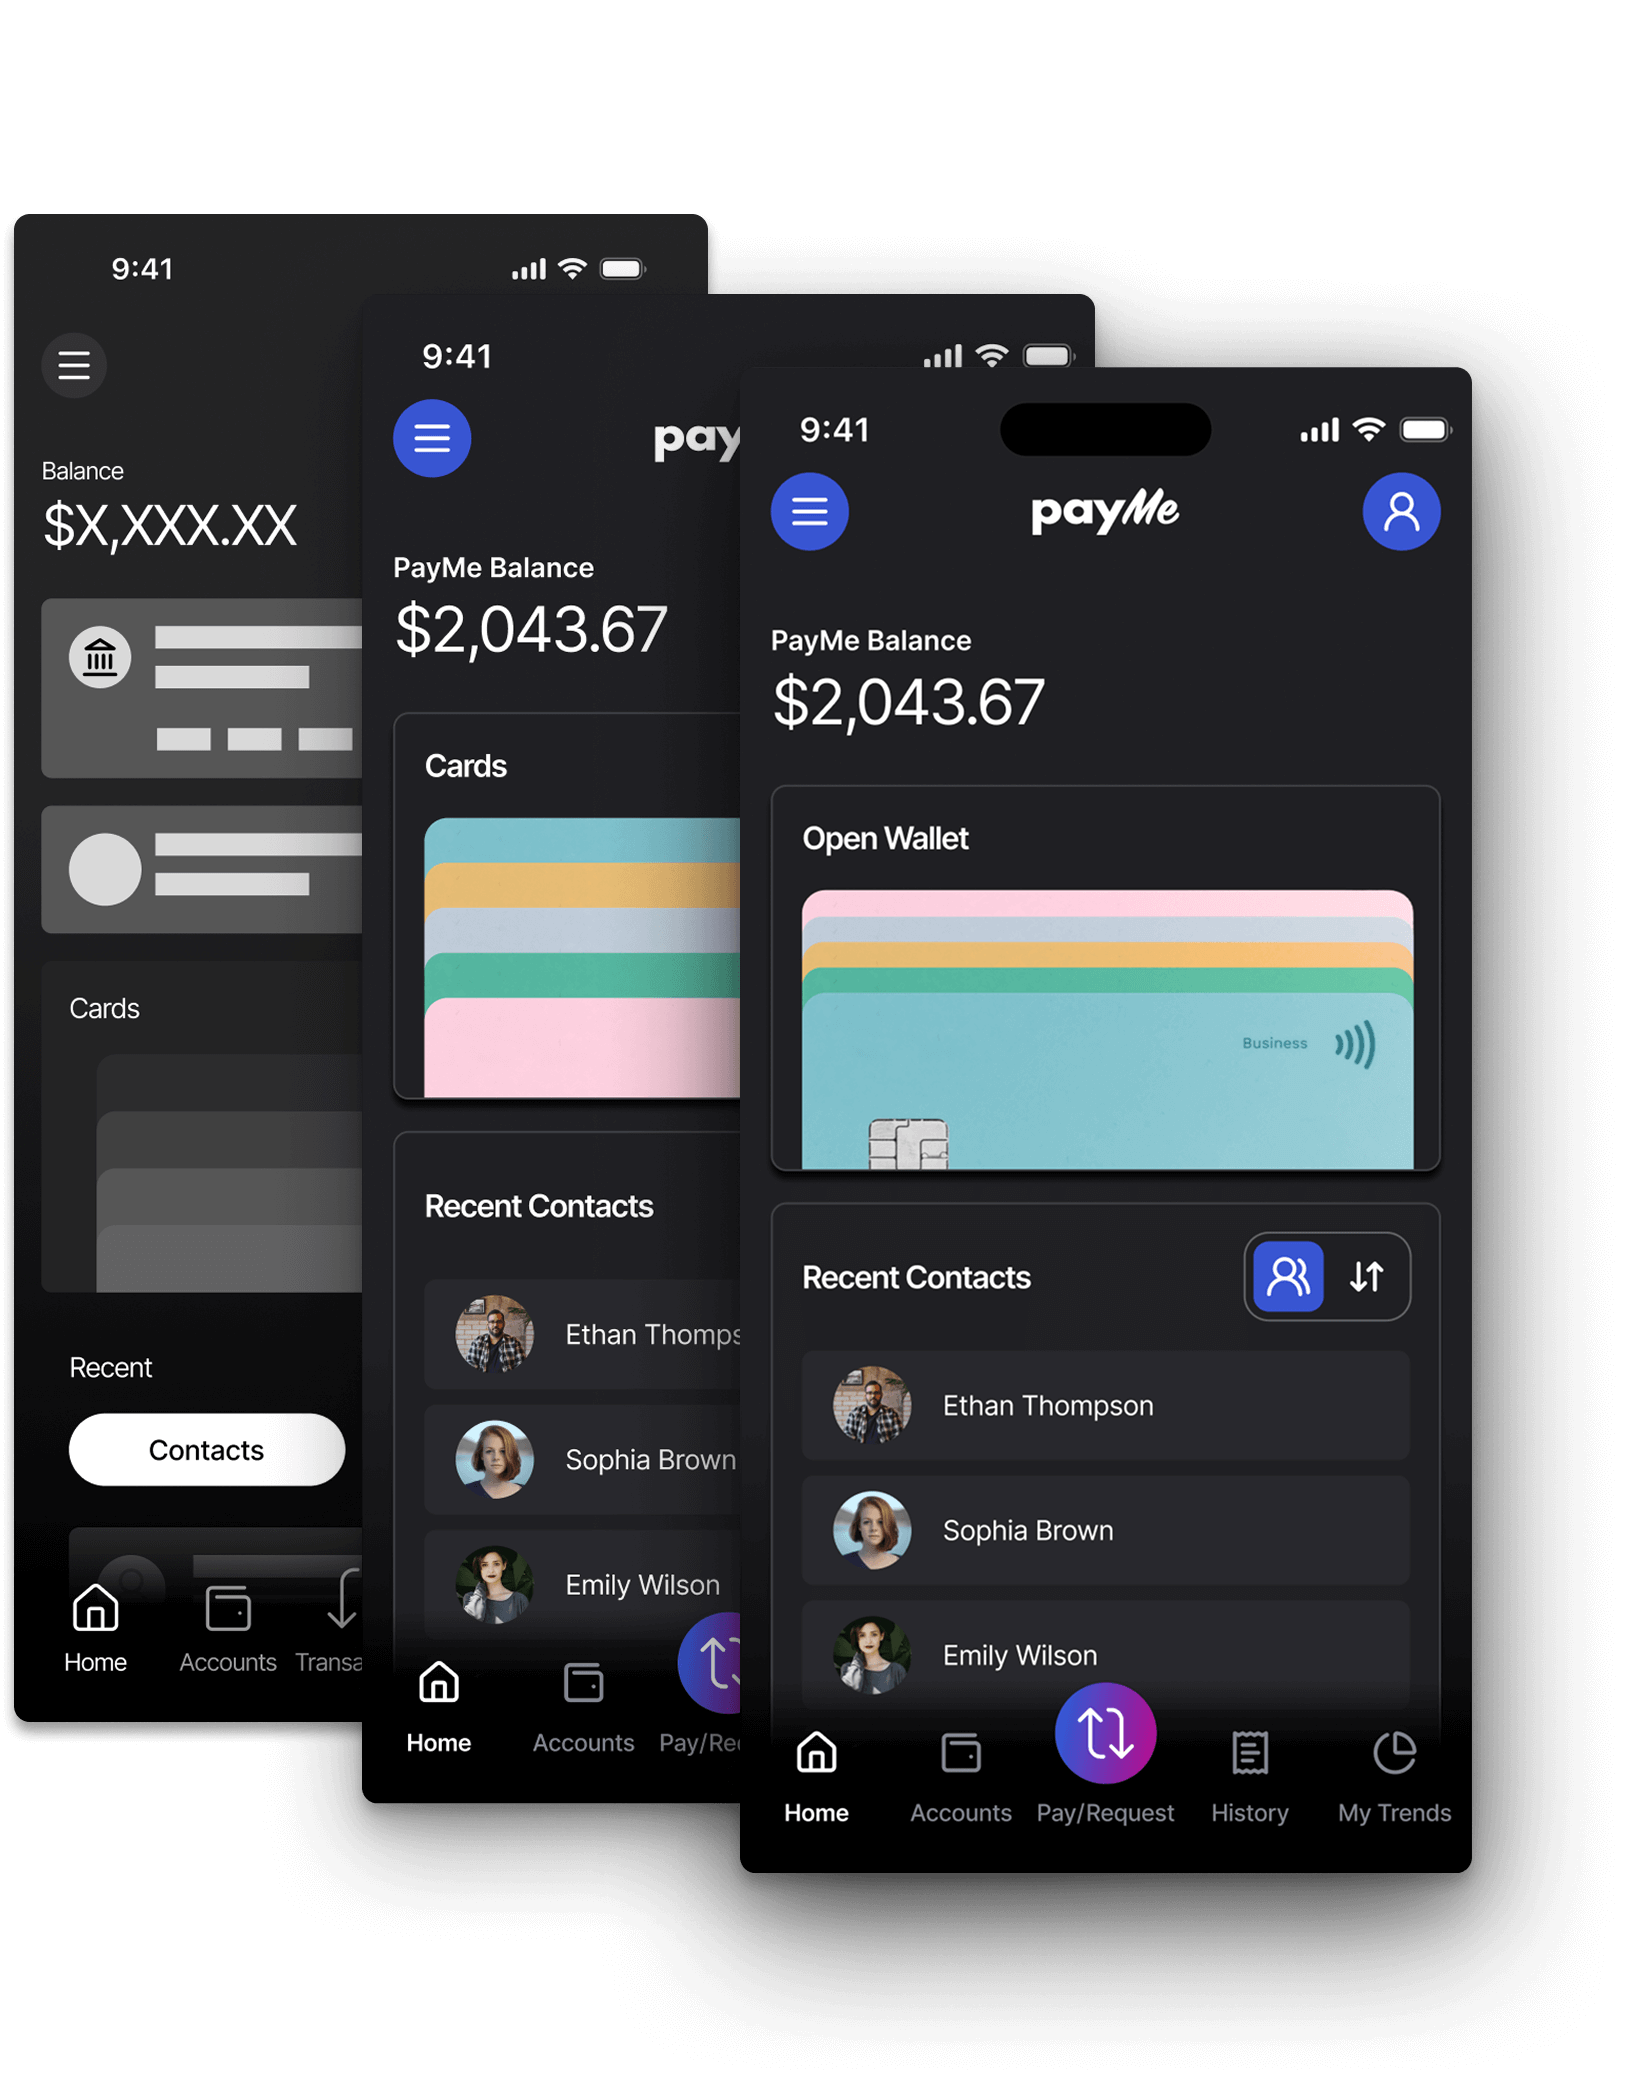 9:41
Balance
$X,XXX.XX
Cards
Recent
Contacts
Home
Accounts
Transa
9:41
pay
PayMe Balance
$2,043.67
Cards
Recent Contacts
Ethan Thomps
Sophia Brown
Emily Wilson
Home
Accounts
Pay/Rec
9:41
payMe
PayMe Balance
$2,043.67
Open Wallet
Business
Recent Contacts
Ethan Thompson
Sophia Brown
Emily Wilson
Home
Accounts
Pay/Request
History
My Trends